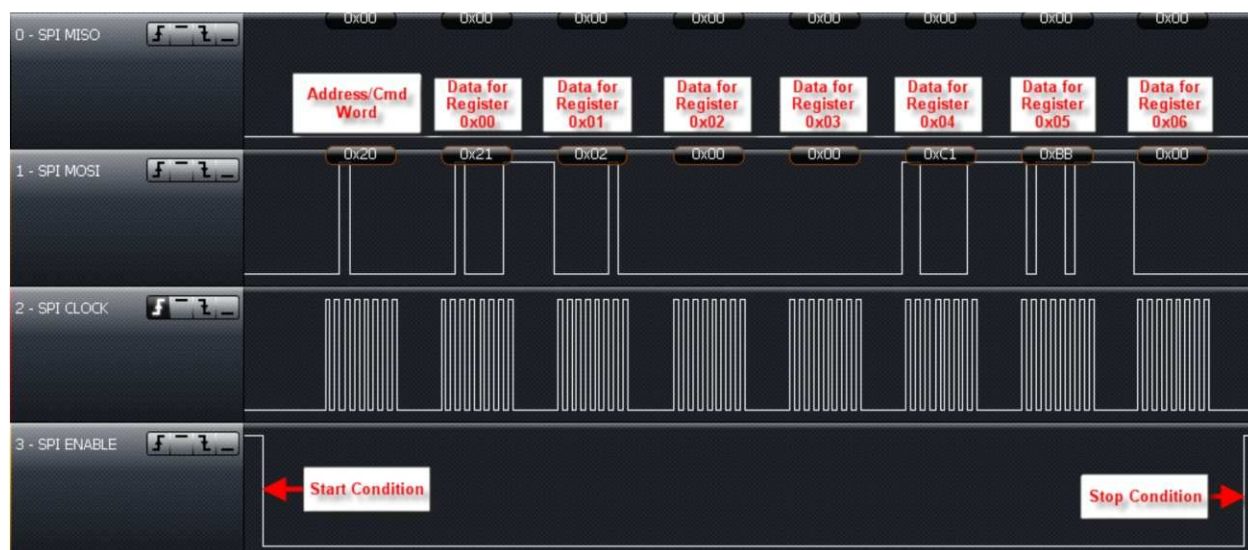 0x00 0x00 0x00 0x00 0x00 0x00 0x00 0x00
0 - SPI MISO
Address/Cmd
Word
Data for
Register
0x00
Data for
Register
0x01
Data for
Register
0x02
Data for
Register
0x03
Data for
Register
0x04
Data for
Register
0x05
Data for
Register
0x06
0x20 0x21 0x02 0x00 0x00 0xC1 0xBB 0x00
1 - SPI MOSI
2 - SPI CLOCK
3 - SPI ENABLE
Start Condition
Stop Condition